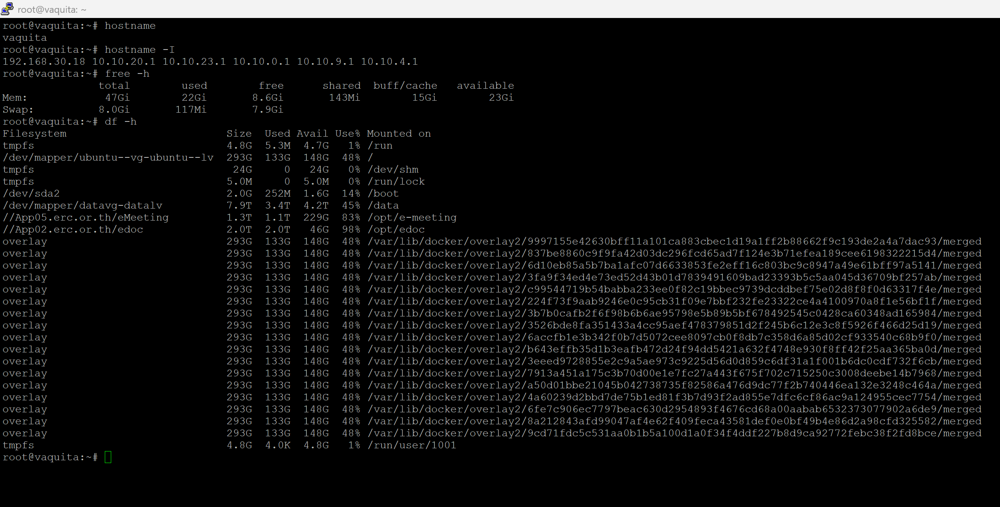 root@vaquita: ~
root@vaquita:~# hostname
vaquita
root@vaquita:~# hostname -I
192.168.30.18 10.10.20.1 10.10.23.1 10.10.0.1 10.10.9.1 10.10.4.1
root@vaquita:~# free -h
total used free shared buff/cache available
Mem: 47Gi 22Gi 8.6Gi 143Mi 15Gi 23Gi
Swap: 8.0Gi 117Mi 7.9Gi
root@vaquita:~# df -h
Filesystem Size Used Avail Use% Mounted on
tmpfs 4.8G 5.3M 4.7G 1% /run
/dev/mapper/ubuntu--vg-ubuntu--lv 293G 133G 148G 48% /
tmpfs 24G 0 24G 0% /dev/shm
tmpfs 5.0M 0 5.0M 0% /run/lock
/dev/sda2 2.0G 252M 1.6G 14% /boot
/dev/mapper/datavg-datalv 7.9T 3.4T 4.2T 45% /data
//App05.erc.or.th/eMeeting 1.3T 1.1T 229G 83% /opt/e-meeting
//App02.erc.or.th/edoc 2.0T 2.0T 46G 98% /opt/edoc
overlay 293G 133G 148G 48% /var/lib/docker/overlay2/9997155e42630bff11a101ca883cbec1d19a1ff2b88662f9c193de2a4a7dac93/merged
overlay 293G 133G 148G 48% /var/lib/docker/overlay2/837be8860c9f9fa42d03dc296fcd65ad7f124e3b71efea189cee6198322215d4/merged
overlay 293G 133G 148G 48% /var/lib/docker/overlay2/6d10eb85a5b7ba1afc07d6633853fe2eff16c803bc9c8947a49e61bff97a5141/merged
overlay 293G 133G 148G 48% /var/lib/docker/overlay2/3fa9f34ed4e73ed52d43b01d7839491609bad23393b5c5aa045d36709bf257ab/merged
overlay 293G 133G 148G 48% /var/lib/docker/overlay2/c99544719b54babba233ee0f82c19bbec9739dcddbef75e02d8f8f0d63317f4e/merged
overlay 293G 133G 148G 48% /var/lib/docker/overlay2/224f73f9aab9246e0c95cb31f09e7bbf232fe23322ce4a4100970a8f1e56bf1f/merged
overlay 293G 133G 148G 48% /var/lib/docker/overlay2/3b7b0cafb2f6f98b6b6ae95798e5b89b5bf678492545c0428ca60348ad165984/merged
overlay 293G 133G 148G 48% /var/lib/docker/overlay2/3526bde8fa351433a4cc95aef478379851d2f245b6c12e3c8f5926f466d25d19/merged
overlay 293G 133G 148G 48% /var/lib/docker/overlay2/6accfb1e3b342f0b7d5072cee8097cb0f8db7c358d6a85d02cf933540c68b9f0/merged
overlay 293G 133G 148G 48% /var/lib/docker/overlay2/b643effb35d1b3eafb472d24f94dd5421a632f4748e930f8ff42f25aa365ba0d/merged
overlay 293G 133G 148G 48% /var/lib/docker/overlay2/3eeed9728855e2c9a5ae973c9225d56d0d859c6df31a1f001b6dc0cdf732f6cb/merged
overlay 293G 133G 148G 48% /var/lib/docker/overlay2/7913a451a175c3b70d00e1e7fc27a443f675f702c715250c3008deebe14b7968/merged
overlay 293G 133G 148G 48% /var/lib/docker/overlay2/a50d01bbe21045b042738735f82586a476d9dc77f2b740446ea132e3248c464a/merged
overlay 293G 133G 148G 48% /var/lib/docker/overlay2/4a60239d2bbd7de75b1ed81f3b7d93f2ad855e7dfc6cf86ac9a124955cec7754/merged
overlay 293G 133G 148G 48% /var/lib/docker/overlay2/6fe7c906ec7797beac630d2954893f4676cd68a00aabab6532373077902a6de9/merged
overlay 293G 133G 148G 48% /var/lib/docker/overlay2/8a212843afd99047af4e62f409feca43581def0e0bf49b4e86d2a98cfd325582/merged
overlay 293G 133G 148G 48% /var/lib/docker/overlay2/9cd71fdc5c531aa0b1b5a100d1a0f34f4ddf227b8d9ca92772febc38f2fd8bce/merged
tmpfs 4.8G 4.0K 4.8G 1% /run/user/1001
root@vaquita:~#